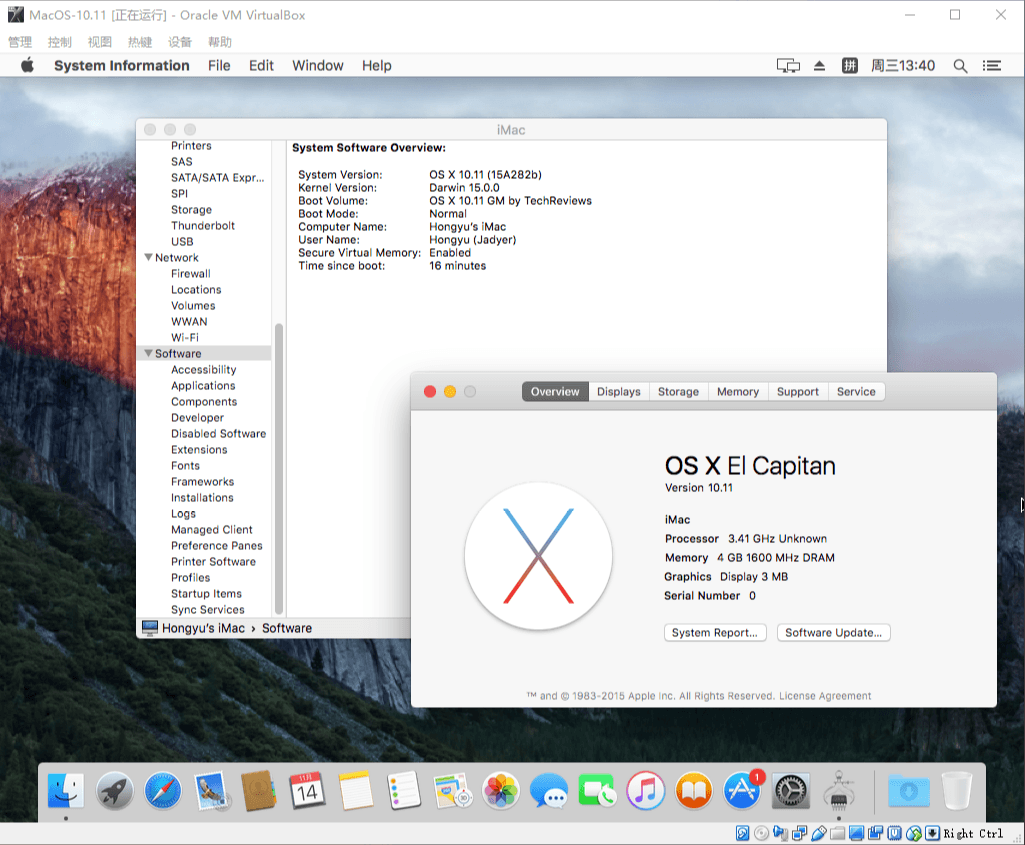 MacOS-10.11 [正在运行] - Oracle VM VirtualBox
管理 控制 视图 热键 设备 帮助
System Information File Edit Window Help 拼 周三13:40
iMac
Printers
SAS
SATA/SATA Expr...
SPI
Storage
Thunderbolt
USB
Network
Firewall
Locations
Volumes
WWAN
Wi-Fi
Software
Accessibility
Applications
Components
Developer
Disabled Software
Extensions
Fonts
Frameworks
Installations
Logs
Managed Client
Preference Panes
Printer Software
Profiles
Startup Items
Sync Services
System Software Overview:
System Version: OS X 10.11 (15A282b)
Kernel Version: Darwin 15.0.0
Boot Volume: OS X 10.11 GM by TechReviews
Boot Mode: Normal
Computer Name: Hongyu's iMac
User Name: Hongyu (Jadyer)
Secure Virtual Memory: Enabled
Time since boot: 16 minutes
Hongyu's iMac › Software
Overview Displays Storage Memory Support Service
OS X El Capitan
Version 10.11
iMac
Processor 3.41 GHz Unknown
Memory 4 GB 1600 MHz DRAM
Graphics Display 3 MB
Serial Number 0
System Report... Software Update...
™ and © 1983-2015 Apple Inc. All Rights Reserved. License Agreement
11月
14
30
1
Right Ctrl